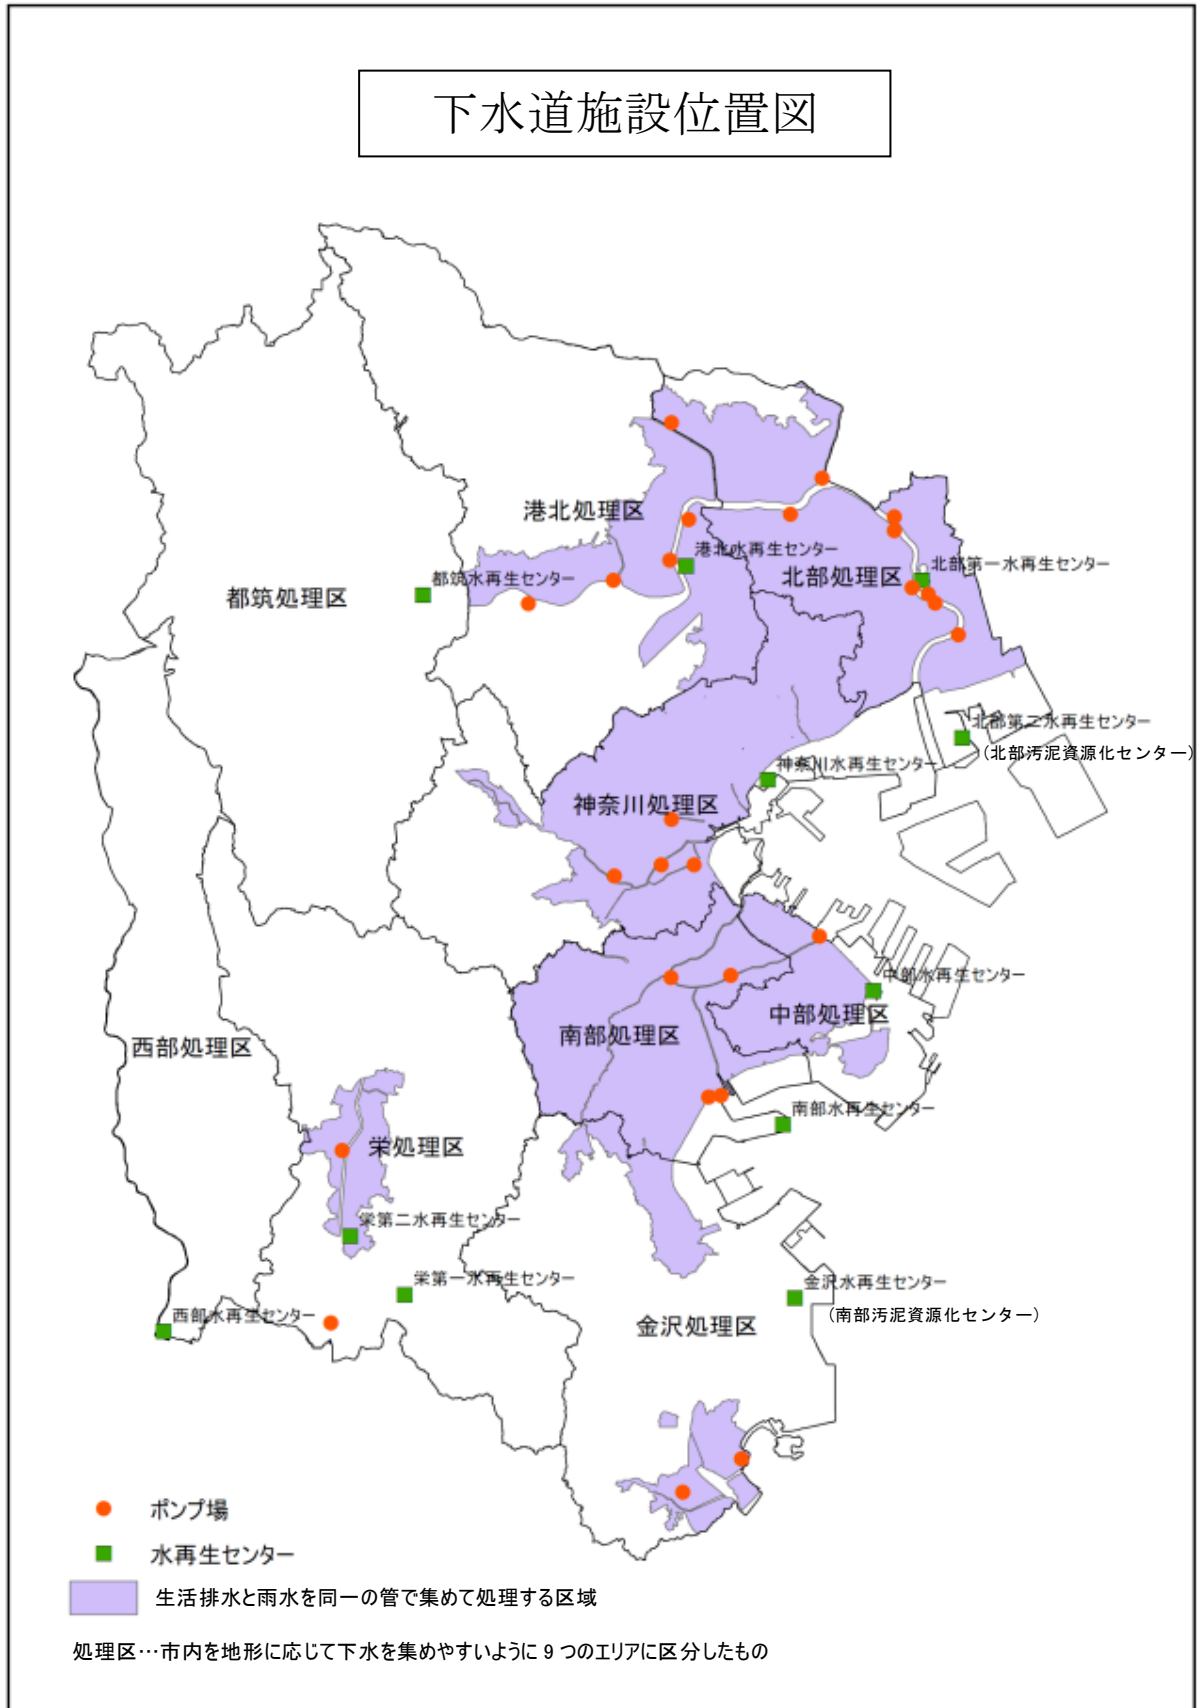 下水道施設位置図
港北処理区
港北水再生センター
北部第一水再生センター
北部処理区
都筑水再生センター
都筑処理区
北部第二水再生センター
(北部汚泥資源化センター)
神奈川水再生センター
神奈川処理区
中部水再生センター
中部処理区
南部処理区
西部処理区
南部水再生センター
栄処理区
栄第二水再生センター
栄第一水再生センター
金沢水再生センター
(南部汚泥資源化センター)
西部水再生センター
金沢処理区
ポンプ場
水再生センター
生活排水と雨水を同一の管で集めて処理する区域
処理区…市内を地形に応じて下水を集めやすいように9つのエリアに区分したもの